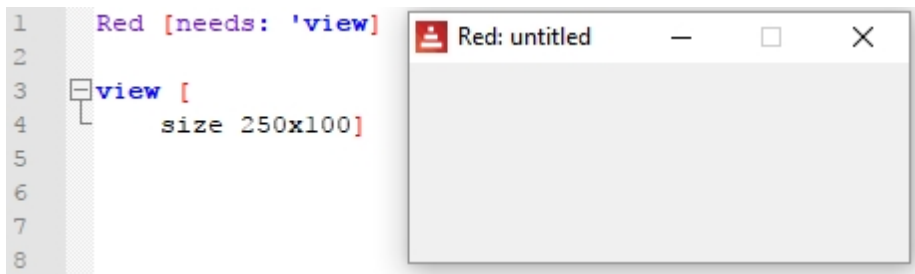 1 Red [needs: 'view]
2
3 view [
4 size 250x100]
5
6
7
8
Red: untitled